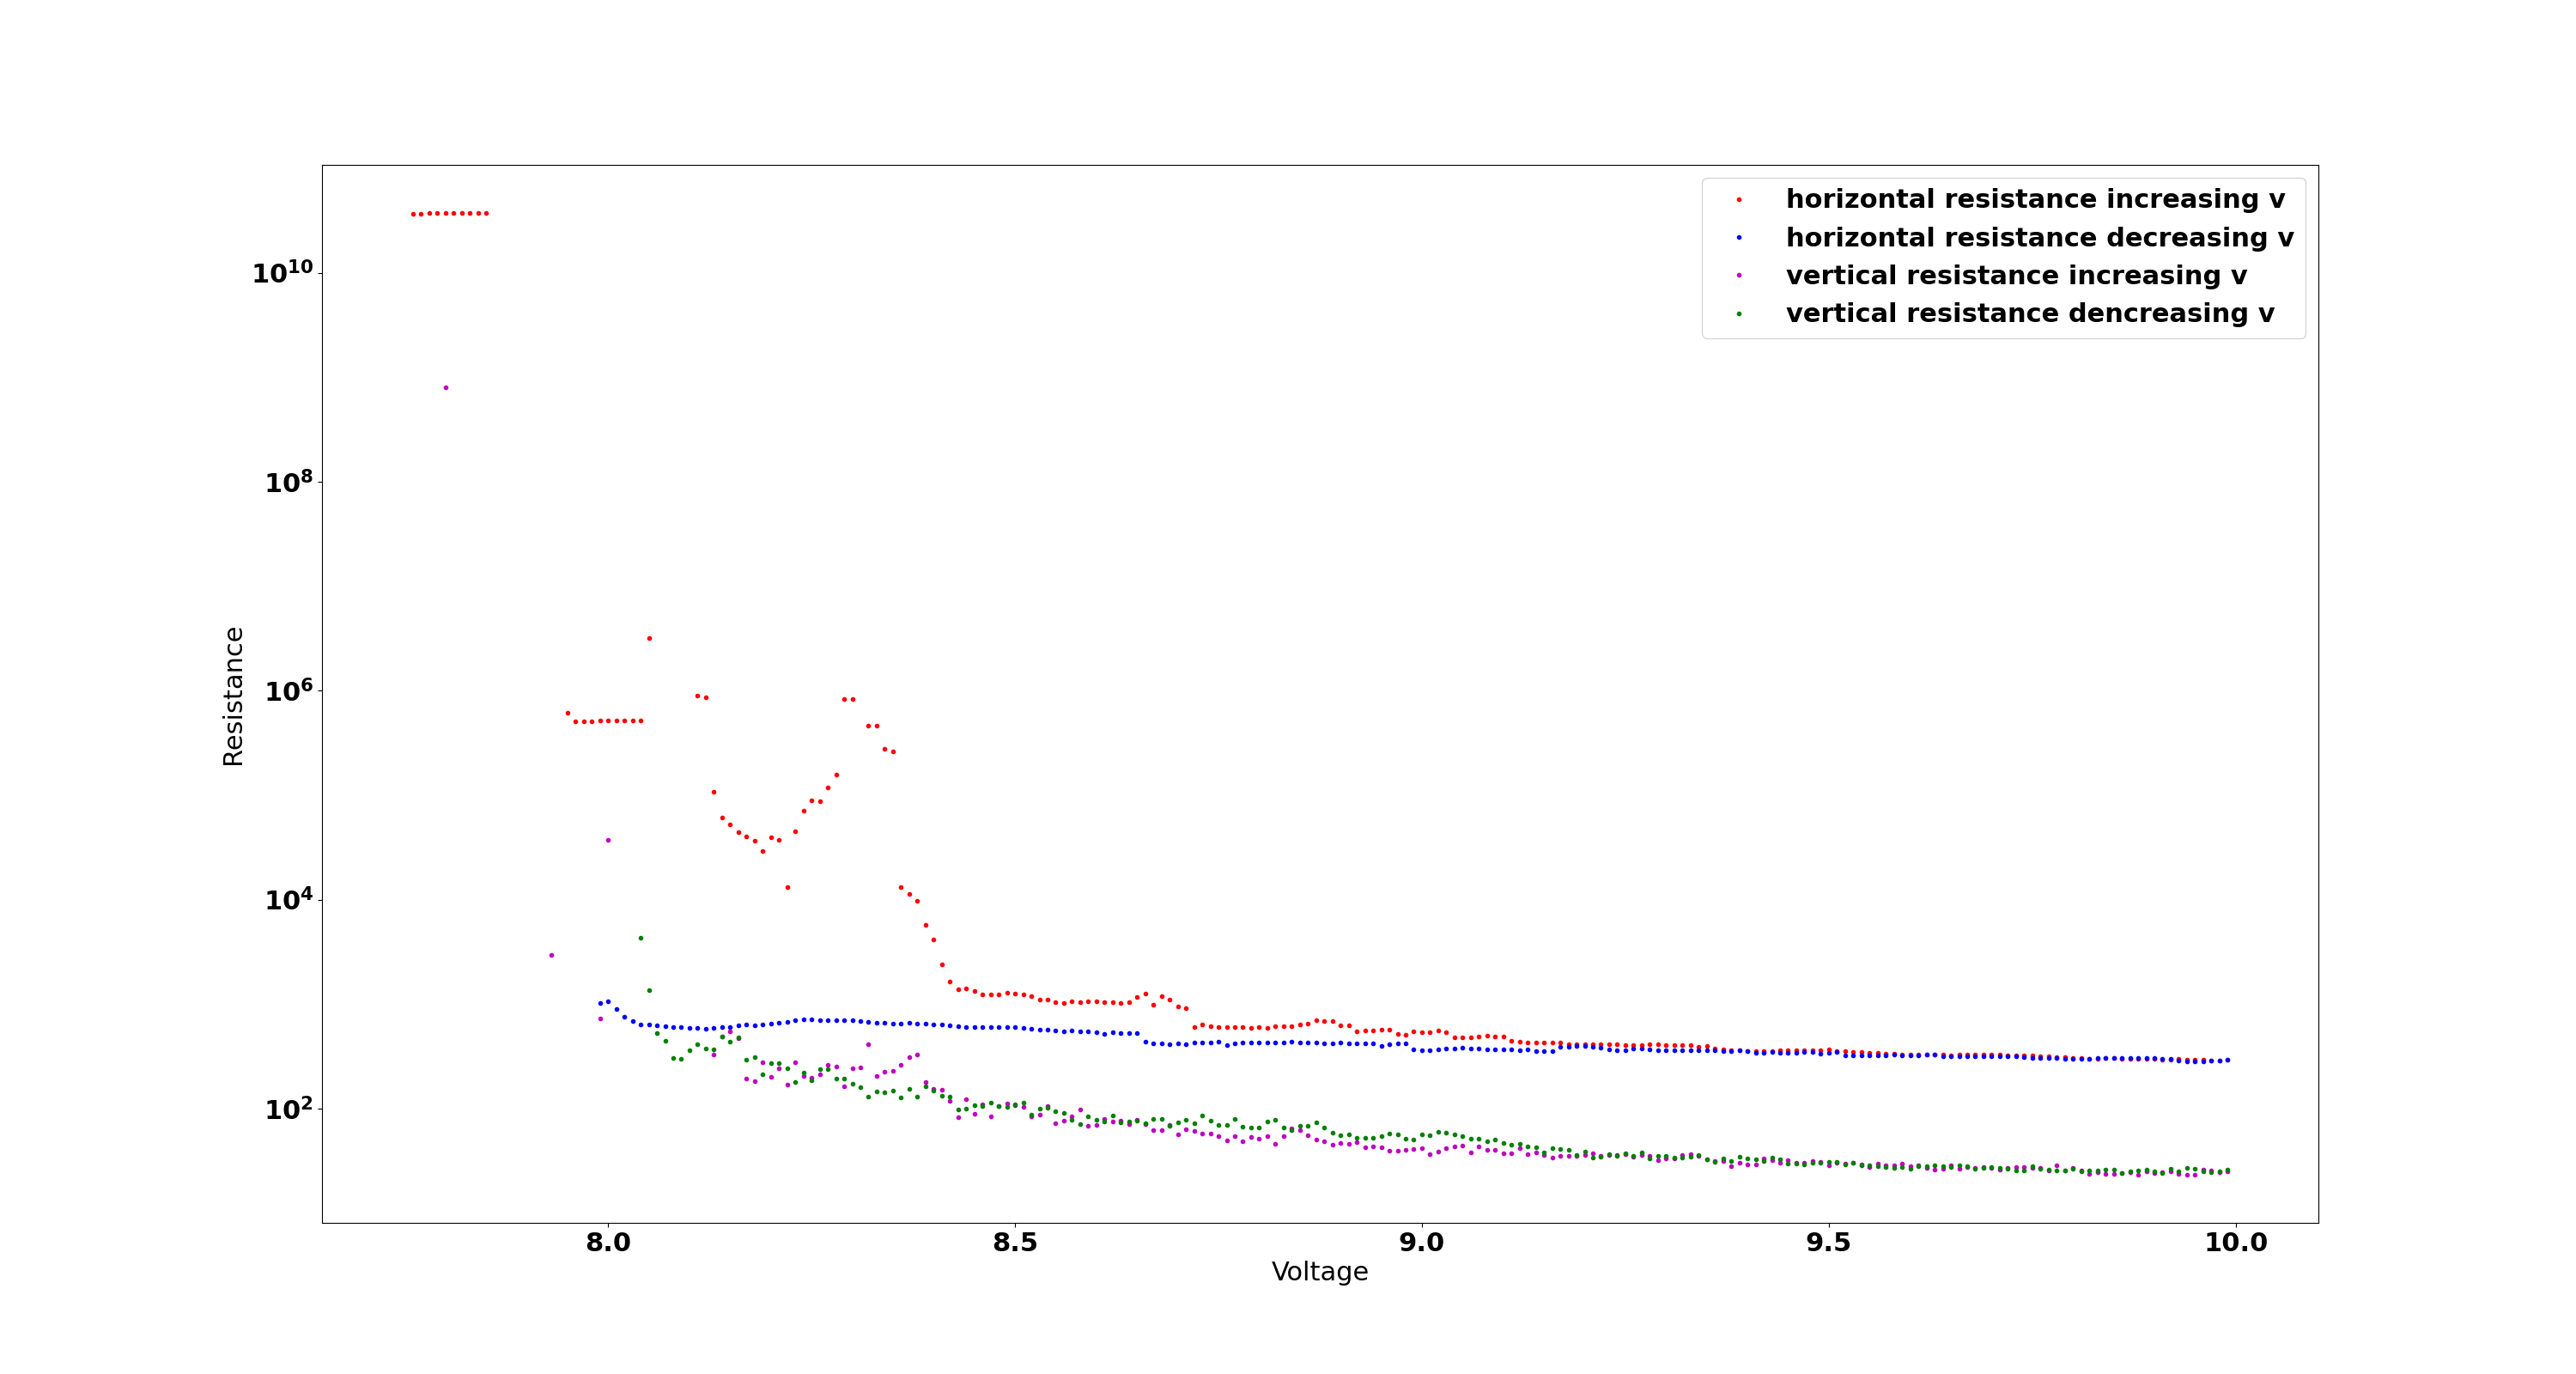 horizontal resistance increasing v
horizontal resistance decreasing v
vertical resistance increasing v
vertical resistance dencreasing v
10¹⁰
10⁸
10⁶
10⁴
10²
Resistance
8.0 8.5 9.0 9.5 10.0
Voltage